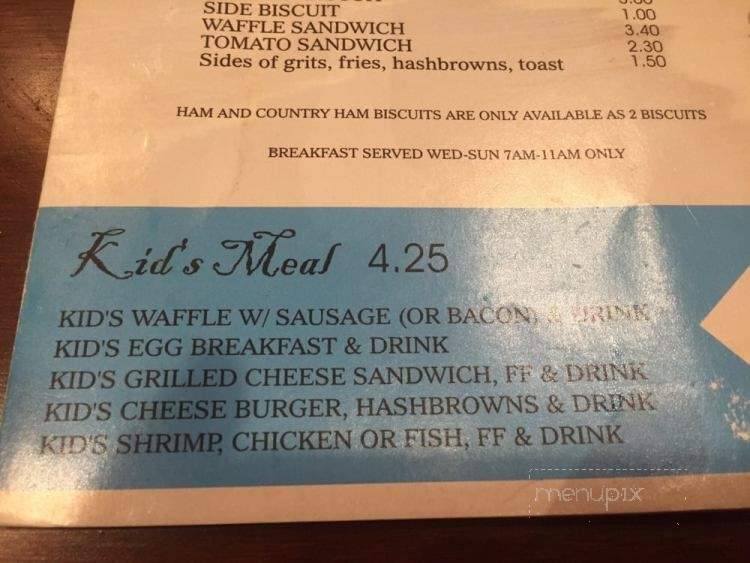 SIDE BISCUIT 1.00
WAFFLE SANDWICH 3.40
TOMATO SANDWICH 2.30
Sides of grits, fries, hashbrowns, toast 1.50
HAM AND COUNTRY HAM BISCUITS ARE ONLY AVAILABLE AS 2 BISCUITS
BREAKFAST SERVED WED-SUN 7AM-11AM ONLY
Kid's Meal 4.25
KID'S WAFFLE W/ SAUSAGE (OR BACON) & DRINK
KID'S EGG BREAKFAST & DRINK
KID'S GRILLED CHEESE SANDWICH, FF & DRINK
KID'S CHEESE BURGER, HASHBROWNS & DRINK
KID'S SHRIMP, CHICKEN OR FISH, FF & DRINK
menupix